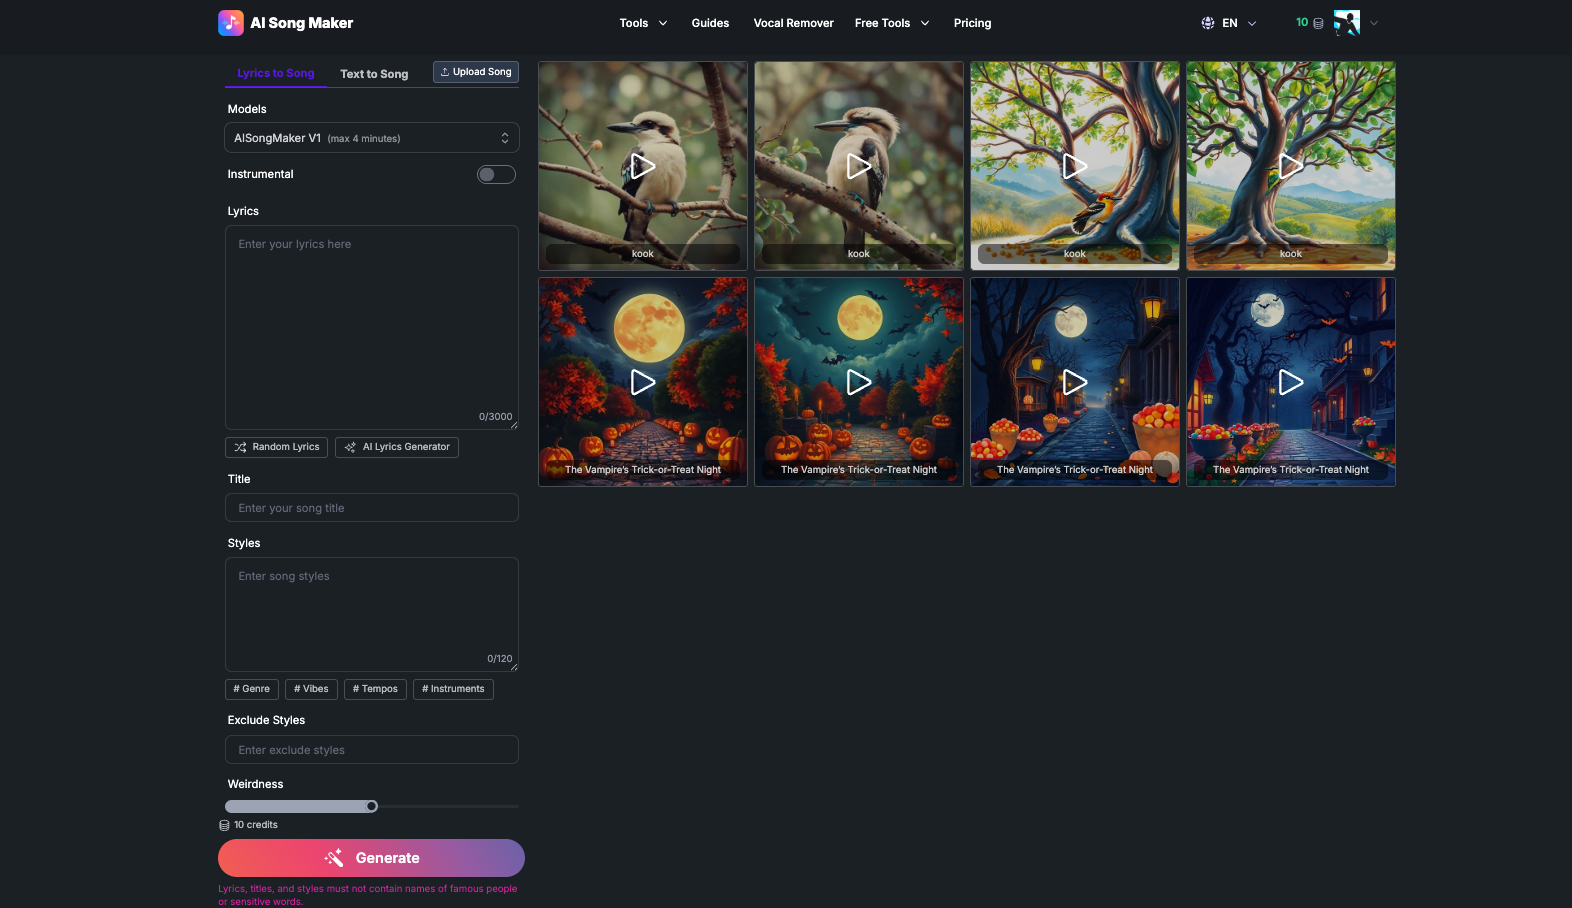 AI Song Maker
Tools
Guides
Vocal Remover
Free Tools
Pricing
EN
10
Lyrics to Song
Text to Song
Upload Song
Models
AISongMaker V1 (max 4 minutes)
Instrumental
Lyrics
Enter your lyrics here
0/3000
Random Lyrics
AI Lyrics Generator
Title
Enter your song title
Styles
Enter song styles
0/120
# Genre
# Vibes
# Tempos
# Instruments
Exclude Styles
Enter exclude styles
Weirdness
10 credits
Generate
Lyrics, titles, and styles must not contain names of famous people
or sensitive words.
kook
kook
kook
kook
The Vampire's Trick-or-Treat Night
The Vampire's Trick-or-Treat Night
The Vampire's Trick-or-Treat Night
The Vampire's Trick-or-Treat Night